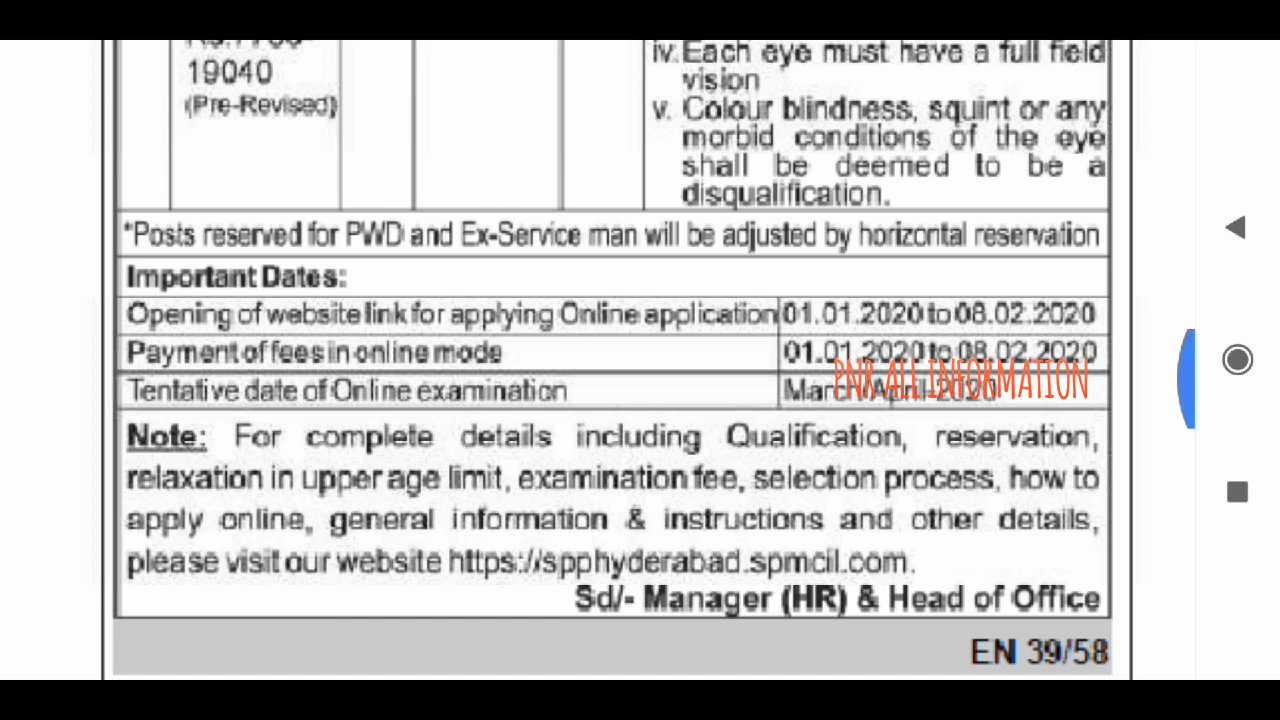 19040
(Pre-Revised)
iv. Each eye must have a full field
vision
v. Colour blindness, squint or any
morbid conditions of the eye
shall be deemed to be a
disqualification.
*Posts reserved for PWD and Ex-Service man will be adjusted by horizontal reservation
Important Dates:
Opening of website link for applying Online application 01.01.2020 to 08.02.2020
Payment of fees in online mode 01.01.2020 to 08.02.2020
Tentative date of Online examination March/April-2020
PNR ALL INFORMATION
Note: For complete details including Qualification, reservation,
relaxation in upper age limit, examination fee, selection process, how to
apply online, general information & instructions and other details,
please visit our website https://spphyderabad.spmcil.com.
Sd/- Manager (HR) & Head of Office
EN 39/58